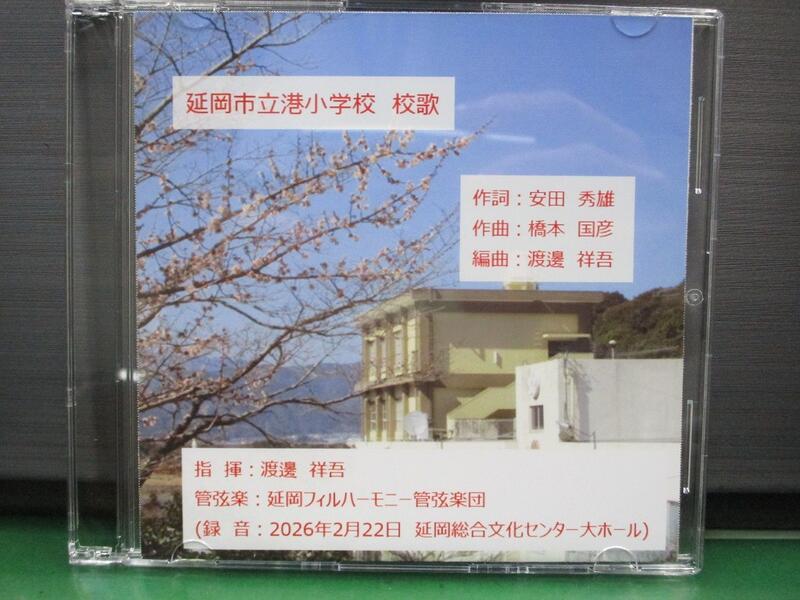 延岡市立港小学校 校歌
作詞：安田 秀雄
作曲：橋本 国彦
編曲：渡邊 祥吾
指 揮：渡邊 祥吾
管弦楽：延岡フィルハーモニー管弦楽団
(録 音：2026年2月22日 延岡総合文化センター大ホール)